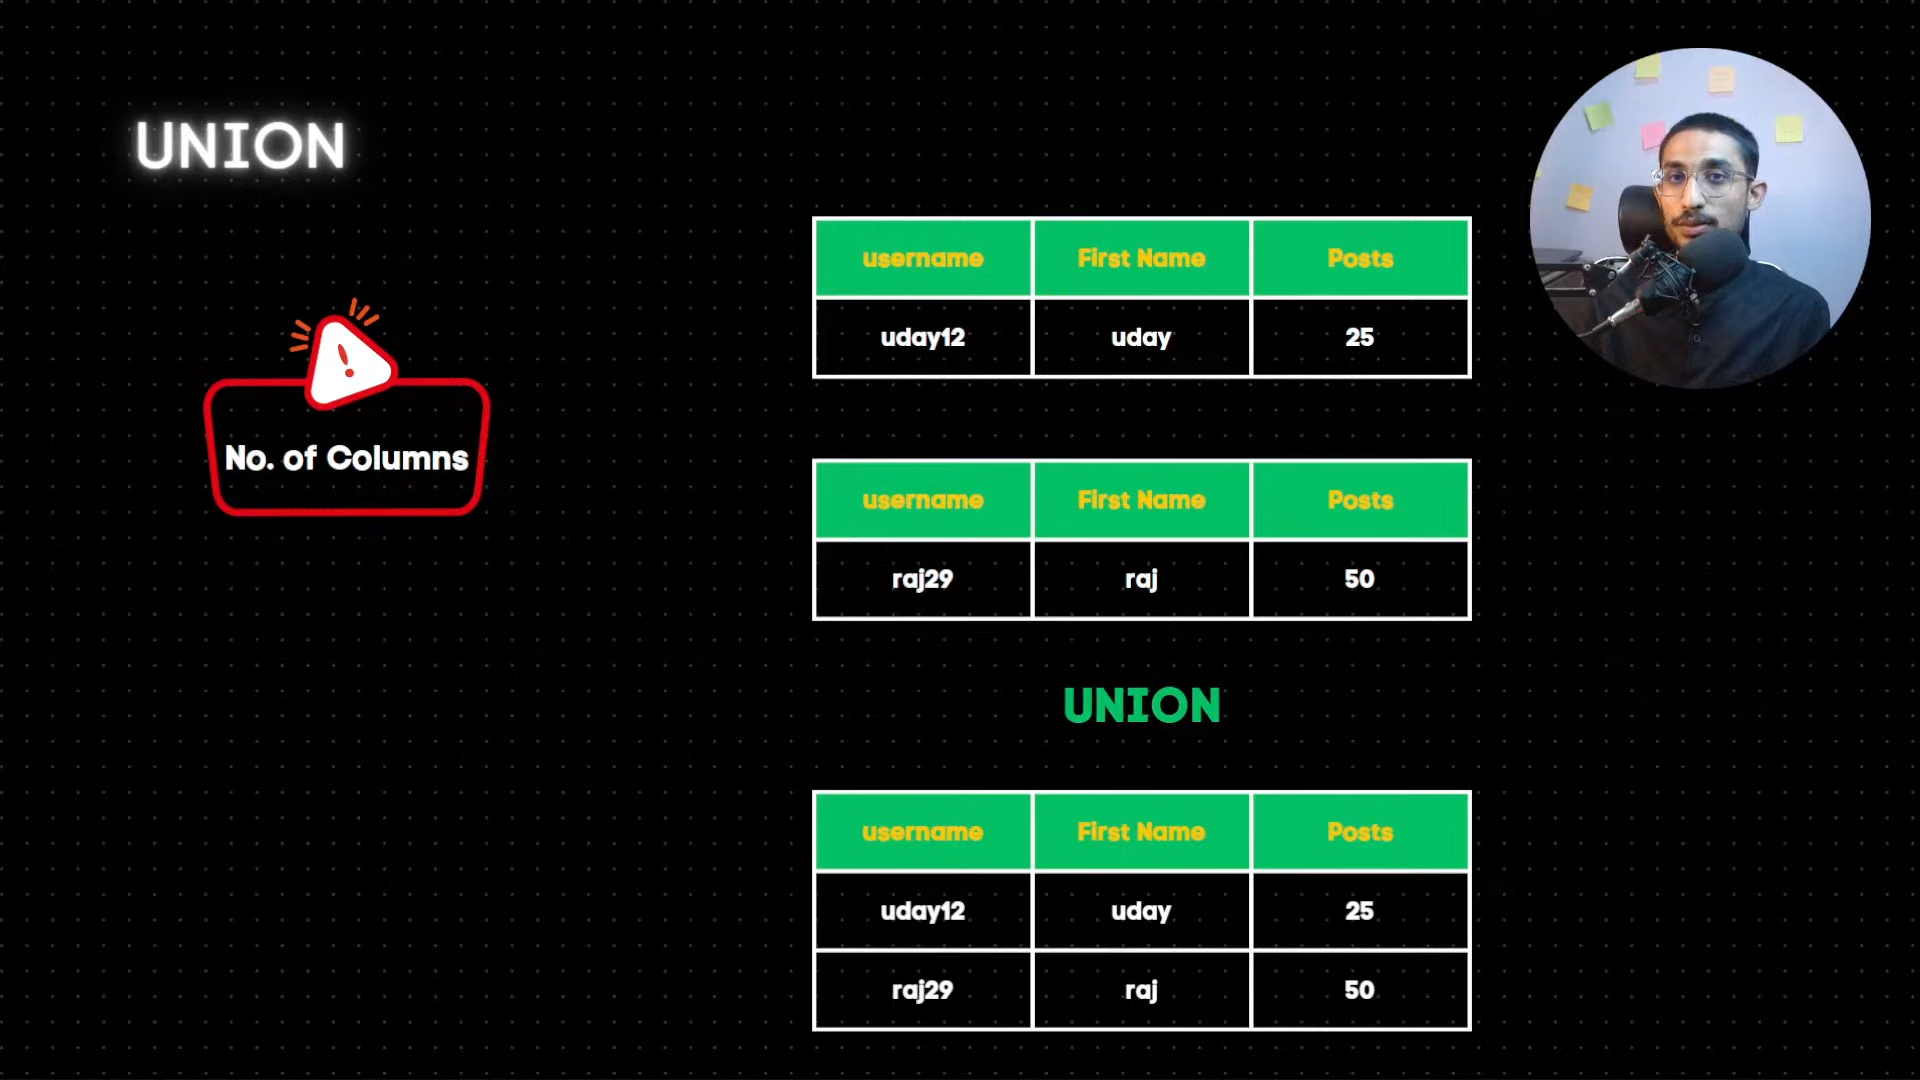 UNION
No. of Columns
username First Name Posts
uday12 uday 25
username First Name Posts
raj29 raj 50
UNION
username First Name Posts
uday12 uday 25
raj29 raj 50